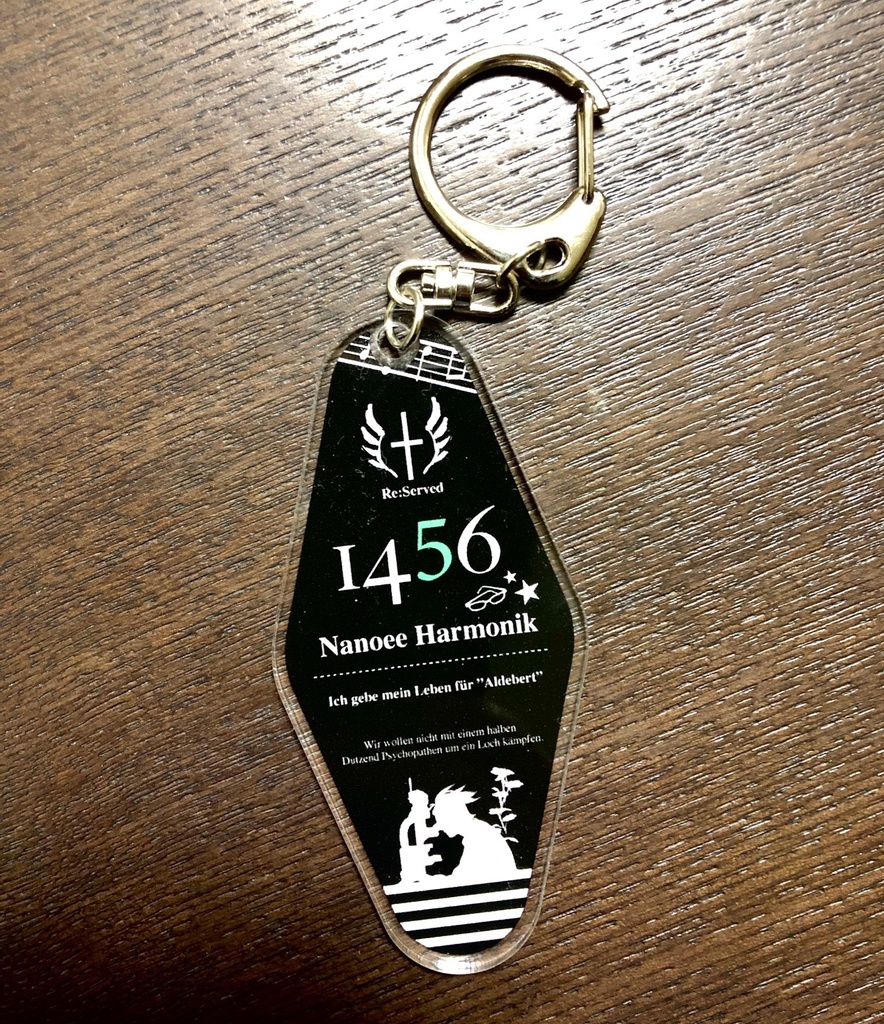 Re:Served
1456
Nanoee Harmonik
Ich gebe mein Leben für "Aldebert"
Wir wollen nicht mit einem halben
Dutzend Psychopathen um ein Loch kämpfen.